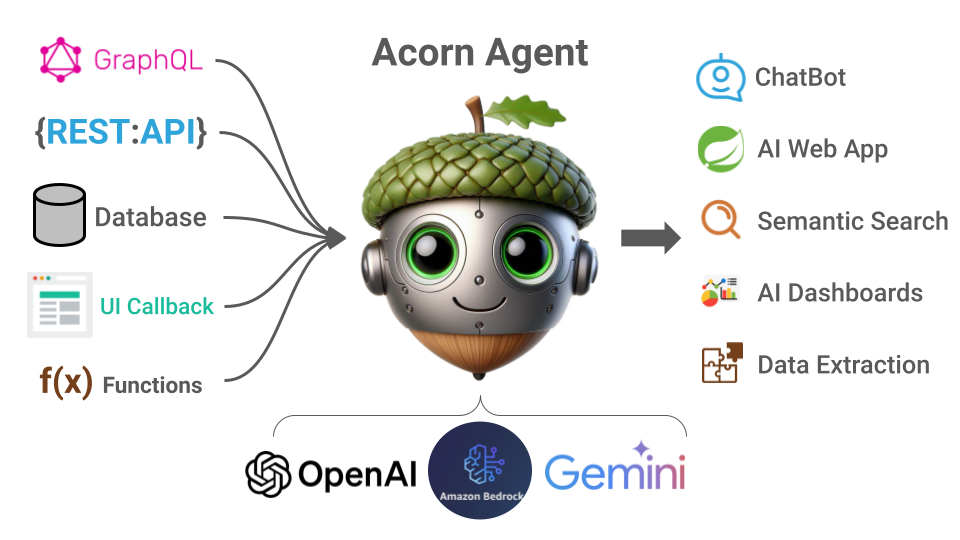 Acorn Agent
GraphQL
{REST:API}
Database
UI Callback
f(x) Functions
ChatBot
AI Web App
Semantic Search
AI Dashboards
Data Extraction
OpenAI
Amazon Bedrock
Gemini